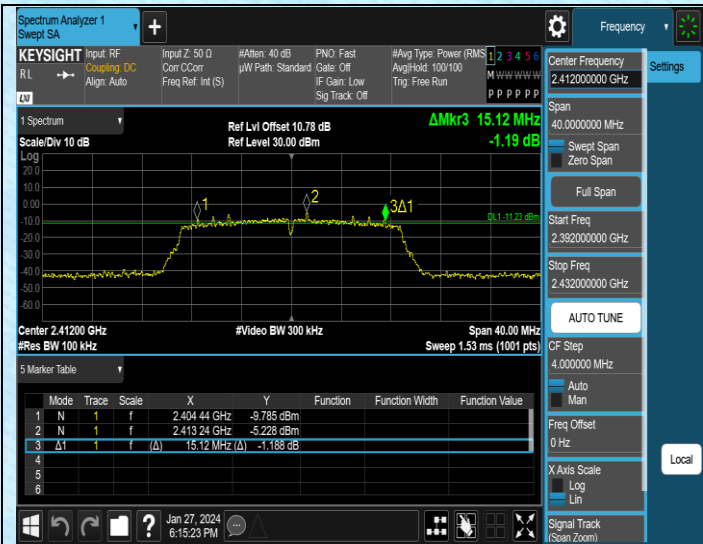 Spectrum Analyzer 1
Swept SA
+
Frequency
KEYSIGHT
RL
LXI
Input: RF
Coupling: DC
Align: Auto
Input Z: 50 Ω
Corr CCorr
Freq Ref: Int (S)
#Atten: 40 dB
µW Path: Standard
PNO: Fast
Gate: Off
IF Gain: Low
Sig Track: Off
#Avg Type: Power (RMS
Avg|Hold: 100/100
Trig: Free Run
1 2 3 4 5 6
M W W W W W
P P P P P P
1 Spectrum
Scale/Div 10 dB
Ref Lvl Offset 10.78 dB
Ref Level 30.00 dBm
ΔMkr3 15.12 MHz
-1.19 dB
Log
20.0
10.0
0.00
-10.0
-20.0
-30.0
-40.0
-50.0
-60.0
1
2
3Δ1
DL1 -11.23 dBm
Center 2.41200 GHz
#Video BW 300 kHz
Span 40.00 MHz
#Res BW 100 kHz
Sweep 1.53 ms (1001 pts)
5 Marker Table
Mode Trace Scale X Y Function Function Width Function Value
1 N 1 f 2.404 44 GHz -9.785 dBm
2 N 1 f 2.413 24 GHz -5.228 dBm
3 Δ1 1 f (Δ) 15.12 MHz (Δ) -1.188 dB
4
5
6
?
Jan 27, 2024
6:15:23 PM
Center Frequency
2.412000000 GHz
Span
40.0000000 MHz
Swept Span
Zero Span
Full Span
Start Freq
2.392000000 GHz
Stop Freq
2.432000000 GHz
AUTO TUNE
CF Step
4.000000 MHz
Auto
Man
Freq Offset
0 Hz
X Axis Scale
Log
Lin
Signal Track
(Span Zoom)
Settings
Local